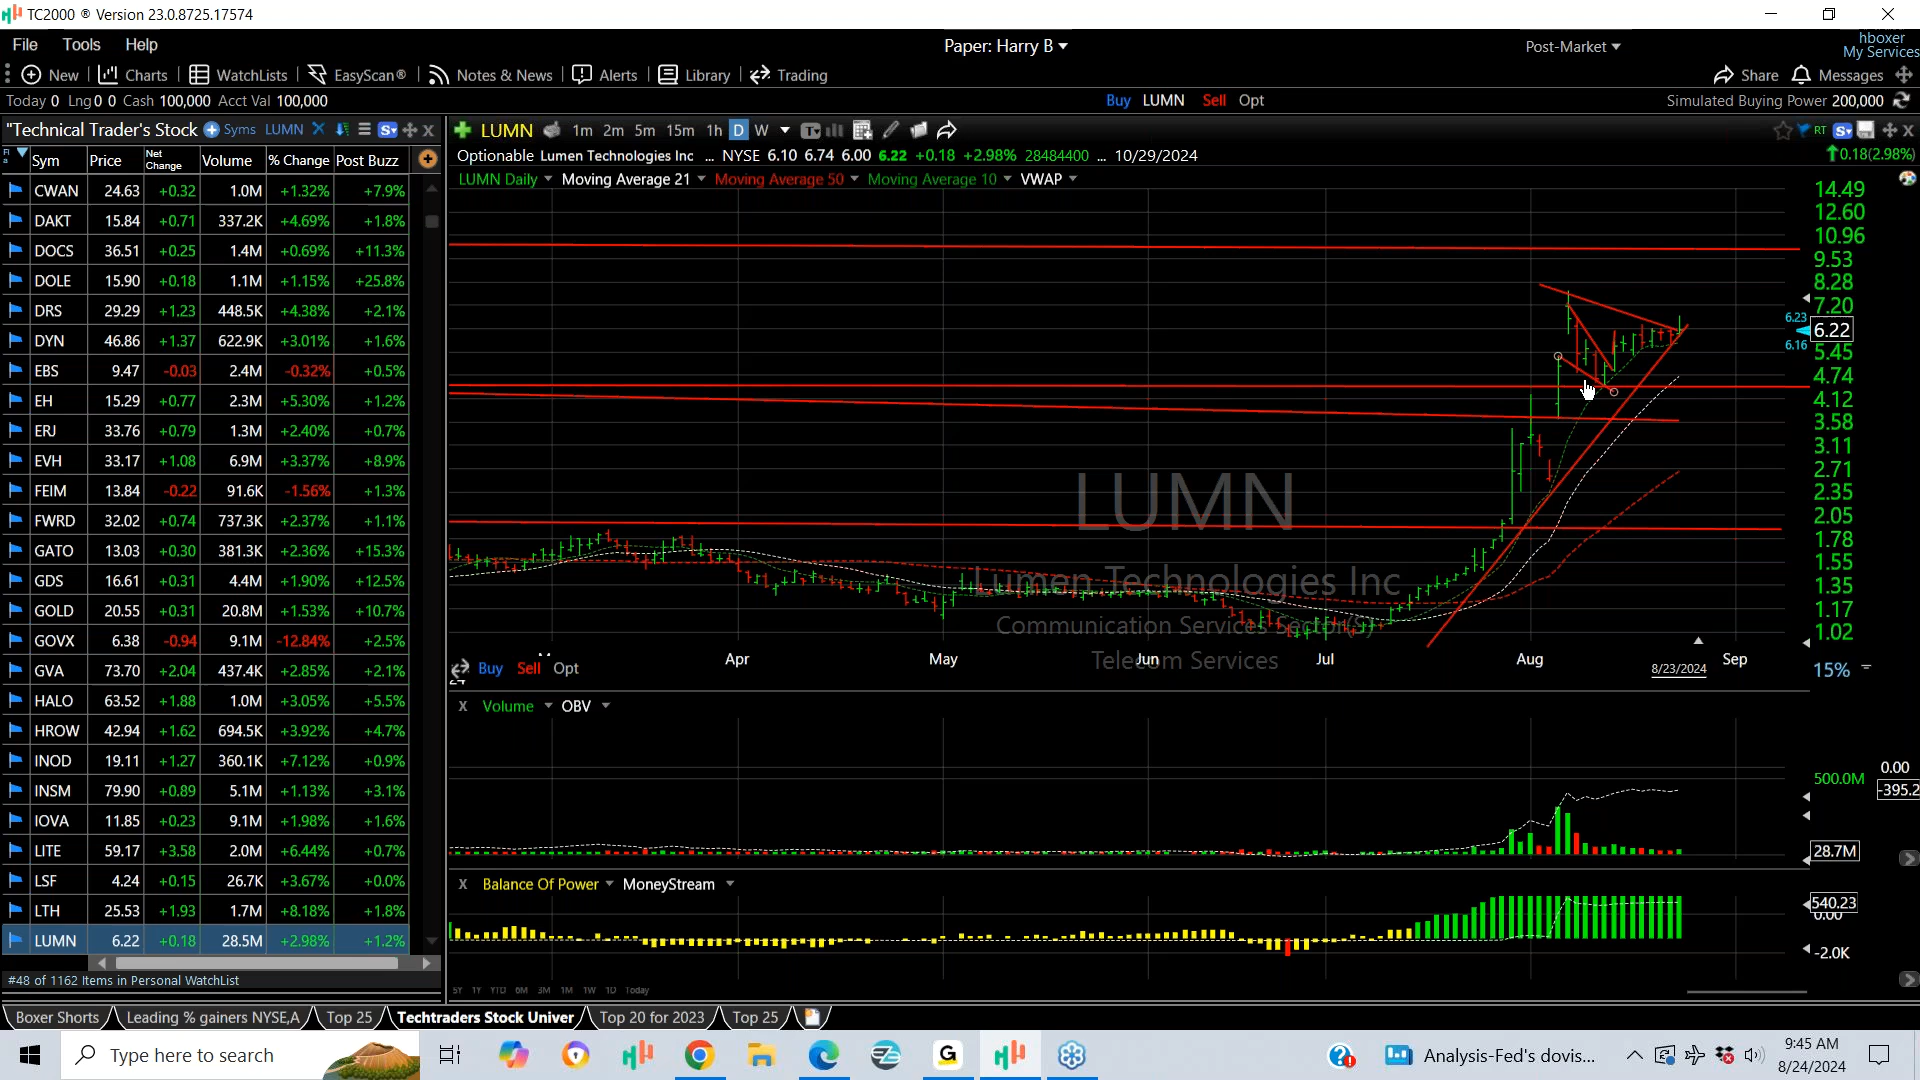 TC2000 ® Version 23.0.8725.17574
File Tools Help
Paper: Harry B
Post-Market
hboxer
My Services
New Charts WatchLists EasyScan® Notes & News Alerts Library Trading
Share Messages
Today 0 Lng 0 0 Cash 100,000 Acct Val 100,000
Buy LUMN Sell Opt
Simulated Buying Power 200,000
"Technical Trader's Stock Syms LUMN
LUMN 1m 2m 5m 15m 1h D W
RT
Optionable Lumen Technologies Inc ... NYSE 6.10 6.74 6.00 6.22 +0.18 +2.98% 28484400 ... 10/29/2024
0.18(2.98%)
LUMN Daily Moving Average 21 Moving Average 50 Moving Average 10 VWAP
Sym Price Net Change Volume % Change Post Buzz
CWAN 24.63 +0.32 1.0M +1.32% +7.9%
DAKT 15.84 +0.71 337.2K +4.69% +1.8%
DOCS 36.51 +0.25 1.4M +0.69% +11.3%
DOLE 15.90 +0.18 1.1M +1.15% +25.8%
DRS 29.29 +1.23 448.5K +4.38% +2.1%
DYN 46.86 +1.37 622.9K +3.01% +1.6%
EBS 9.47 -0.03 2.4M -0.32% +0.5%
EH 15.29 +0.77 2.3M +5.30% +1.2%
ERJ 33.76 +0.79 1.3M +2.40% +0.7%
EVH 33.17 +1.08 6.9M +3.37% +8.9%
FEIM 13.84 -0.22 91.6K -1.56% +1.3%
FWRD 32.02 +0.74 737.3K +2.37% +1.1%
GATO 13.03 +0.30 381.3K +2.36% +15.3%
GDS 16.61 +0.31 4.4M +1.90% +12.5%
GOLD 20.55 +0.31 20.8M +1.53% +10.7%
GOVX 6.38 -0.94 9.1M -12.84% +2.5%
GVA 73.70 +2.04 437.4K +2.85% +2.1%
HALO 63.52 +1.88 1.0M +3.05% +5.5%
HROW 42.94 +1.62 694.5K +3.92% +4.7%
INOD 19.11 +1.27 360.1K +7.12% +0.9%
INSM 79.90 +0.89 5.1M +1.13% +3.1%
IOVA 11.85 +0.23 9.1M +1.98% +1.6%
LITE 59.17 +3.58 2.0M +6.44% +0.7%
LSF 4.24 +0.15 26.7K +3.67% +0.0%
LTH 25.53 +1.93 1.7M +8.18% +1.8%
LUMN 6.22 +0.18 28.5M +2.98% +1.2%
#48 of 1162 Items in Personal WatchList
14.49
12.60
10.96
9.53
8.28
7.20
6.23
6.22
6.16
5.45
4.74
4.12
3.58
3.11
2.71
2.35
2.05
1.78
1.55
1.35
1.17
1.02
15%
LUMN
Lumen Technologies Inc
Communication Services Sector(S)
Telecom Services
Apr May Jun Jul Aug Sep
8/23/2024
Buy Sell Opt
24
X Volume OBV
0.00
500.0M
-395.2
28.7M
X Balance Of Power MoneyStream
540.23
0.00
-2.0K
5Y 1Y YTD 6M 3M 1M 1W 1D Today
Boxer Shorts Leading % gainers NYSE,A Top 25 Techtraders Stock Univer Top 20 for 2023 Top 25
Type here to search
Analysis-Fed's dovis...
9:45 AM
8/24/2024